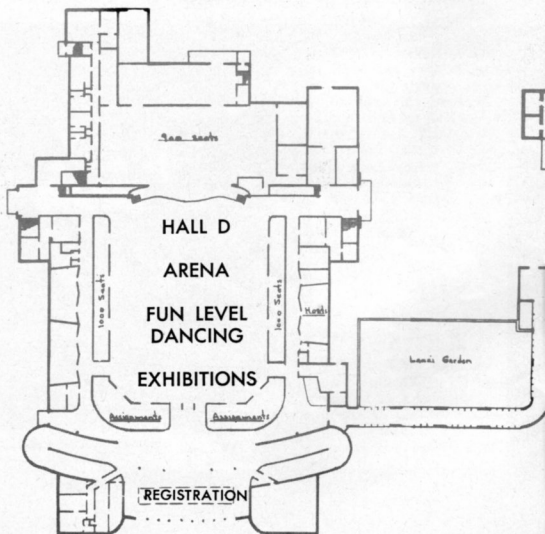 900 seats
HALL D
ARENA
1000 Seats
1000 Seats
FUN LEVEL
DANCING
Hosts
Lanai Garden
EXHIBITIONS
Assignments
Assignments
REGISTRATION